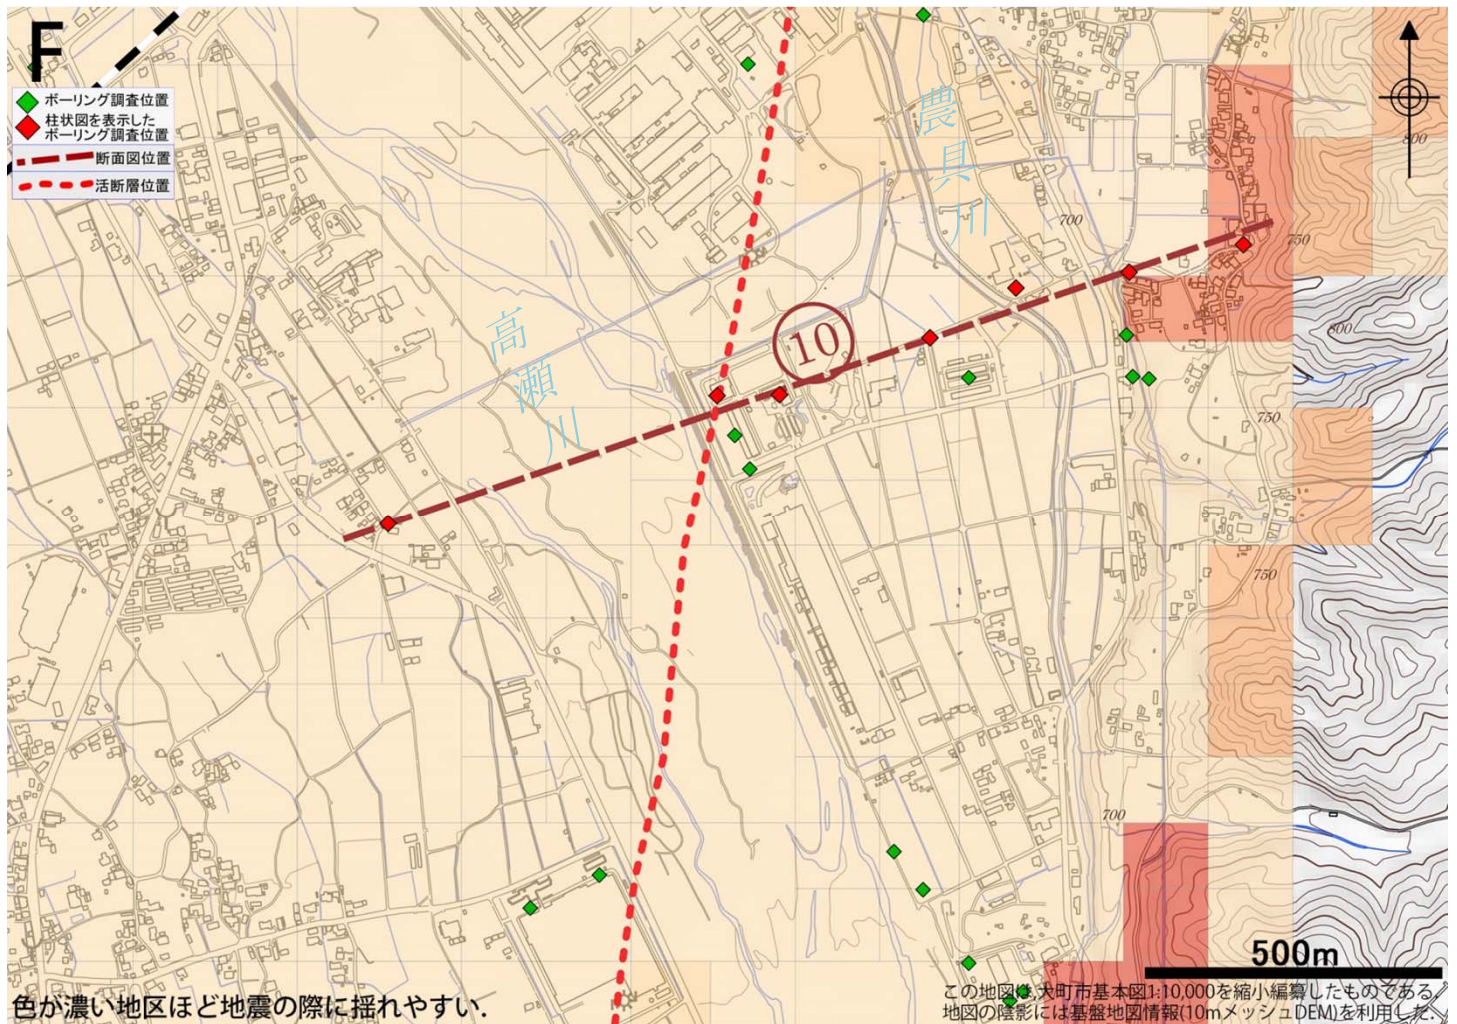 F
ボーリング調査位置
柱状図を表示した
ボーリング調査位置
断面図位置
活断層位置
農具川
高瀬川
10
700
750
800
800
750
750
700
500m
色が濃い地区ほど地震の際に揺れやすい.
この地図は,大町市基本図1:10,000を縮小編纂したものである.
地図の陰影には基盤地図情報(10mメッシュDEM)を利用した.